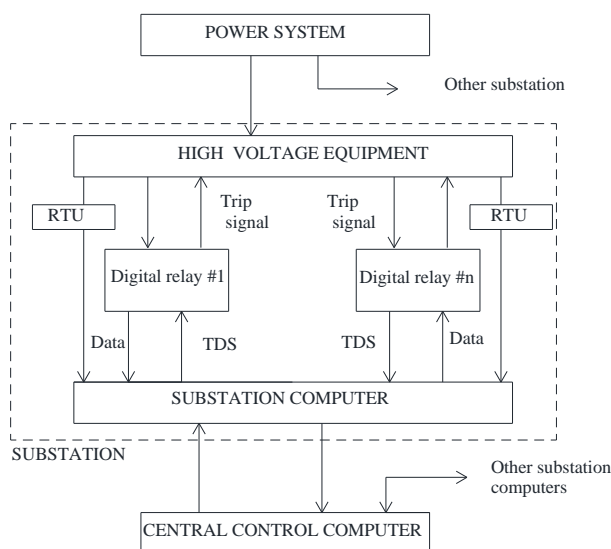 POWER SYSTEM
Other substation
HIGH VOLTAGE EQUIPMENT
RTU
Trip
signal
Trip
signal
RTU
Digital relay #1
Digital relay #n
Data
TDS
TDS
Data
SUBSTATION COMPUTER
SUBSTATION
Other substation
computers
CENTRAL CONTROL COMPUTER